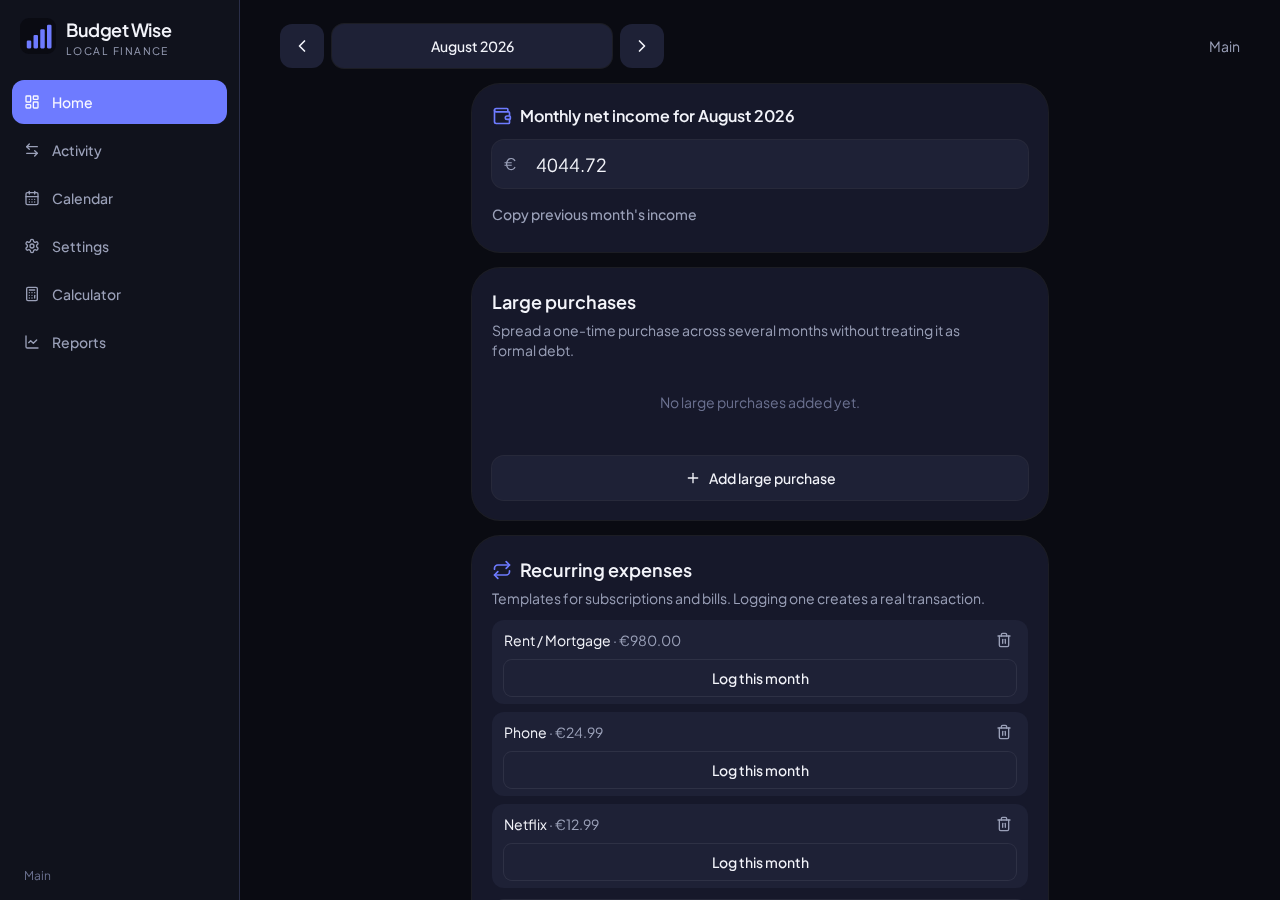 BudgetWise
LOCAL FINANCE
Home
Activity
Calendar
Settings
Calculator
Reports
Main
August 2026
Main
Monthly net income for August 2026
€ 4044.72
Copy previous month's income
Large purchases
Spread a one-time purchase across several months without treating it as
formal debt.
No large purchases added yet.
Add large purchase
Recurring expenses
Templates for subscriptions and bills. Logging one creates a real transaction.
Rent / Mortgage · €980.00
Log this month
Phone · €24.99
Log this month
Netflix · €12.99
Log this month